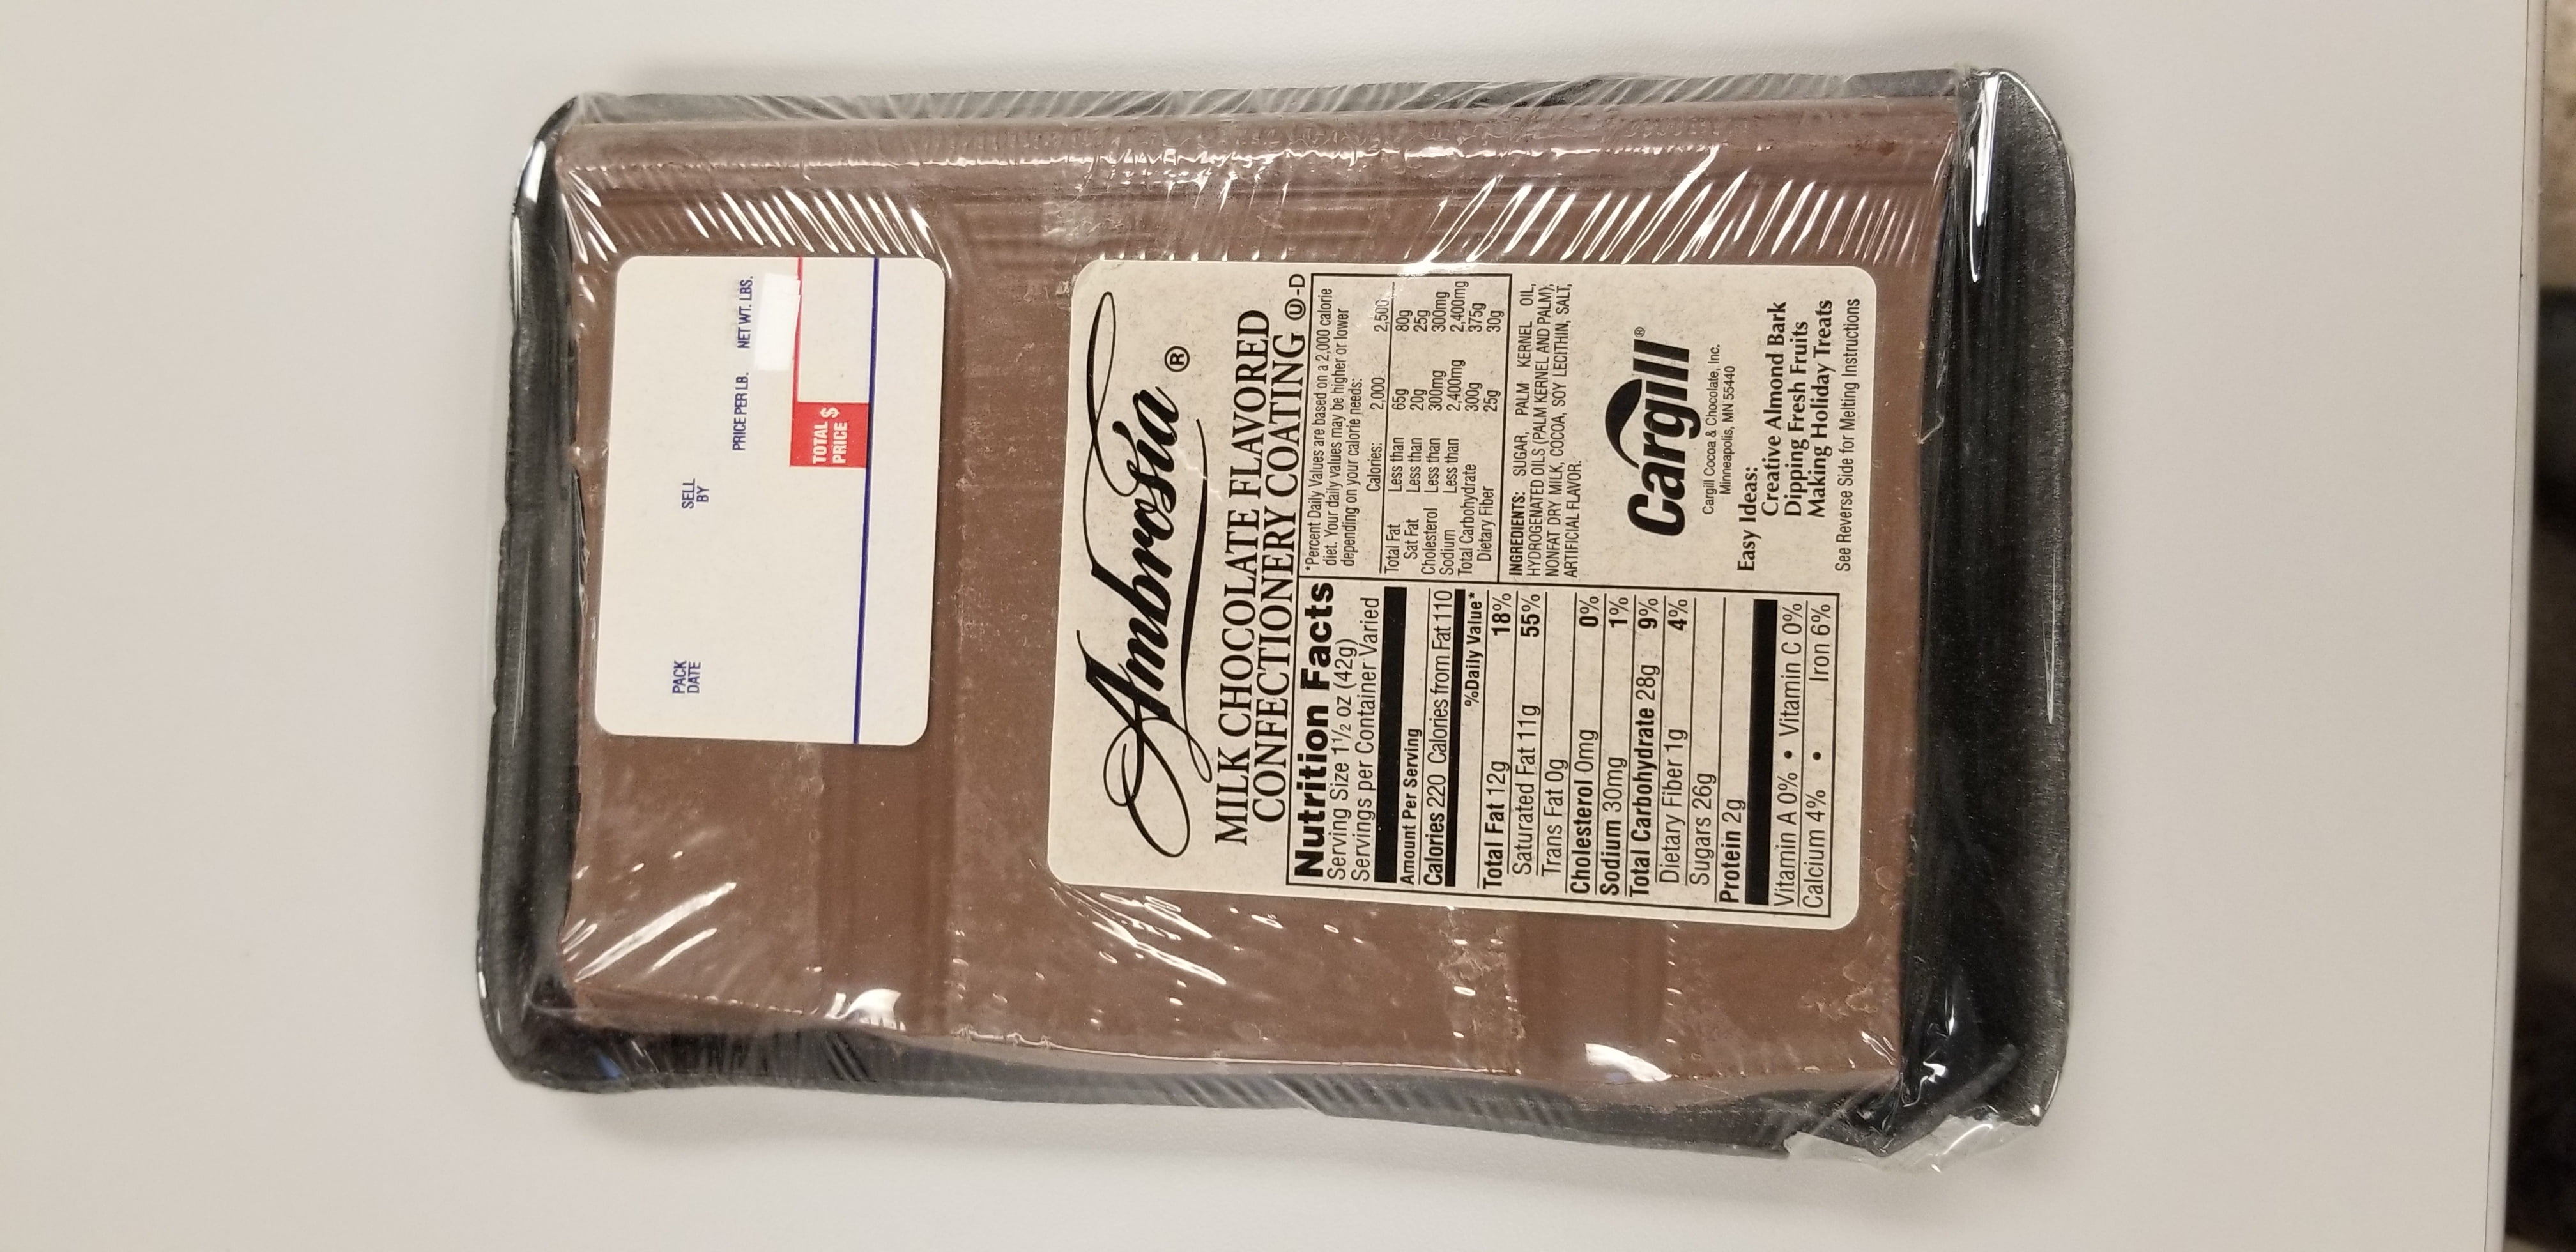 PACK
DATE
SELL
BY
PRICE PER LB.
NET WT. LBS.
TOTAL
PRICE $
Ambrosia ®
MILK CHOCOLATE FLAVORED
CONFECTIONERY COATING Ⓤ-D
Nutrition Facts
Serving Size 1½ oz (42g)
Servings per Container Varied
Amount Per Serving
Calories 220 Calories from Fat 110
%Daily Value*
Total Fat 12g 18%
Saturated Fat 11g 55%
Trans Fat 0g
Cholesterol 0mg 0%
Sodium 30mg 1%
Total Carbohydrate 28g 9%
Dietary Fiber 1g 4%
Sugars 26g
Protein 2g
Vitamin A 0% • Vitamin C 0%
Calcium 4% • Iron 6%
*Percent Daily Values are based on a 2,000 calorie
diet. Your daily values may be higher or lower
depending on your calorie needs:
Calories: 2,000 2,500
Total Fat Less than 65g 80g
Sat Fat Less than 20g 25g
Cholesterol Less than 300mg 300mg
Sodium Less than 2,400mg 2,400mg
Total Carbohydrate 300g 375g
Dietary Fiber 25g 30g
INGREDIENTS: SUGAR, PALM KERNEL OIL,
HYDROGENATED OILS (PALM KERNEL AND PALM),
NONFAT DRY MILK, COCOA, SOY LECITHIN, SALT,
ARTIFICIAL FLAVOR.
Cargill®
Cargill Cocoa & Chocolate, Inc.
Minneapolis, MN 55440
Easy Ideas:
Creative Almond Bark
Dipping Fresh Fruits
Making Holiday Treats
See Reverse Side for Melting Instructions